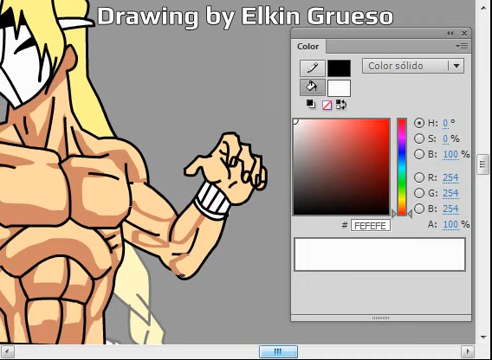 Drawing by Elkin Grueso
Color
Color sólido
H: 0 °
S: 0 %
B: 100 %
R: 254
G: 254
B: 254
# FEFEFE
A: 100 %